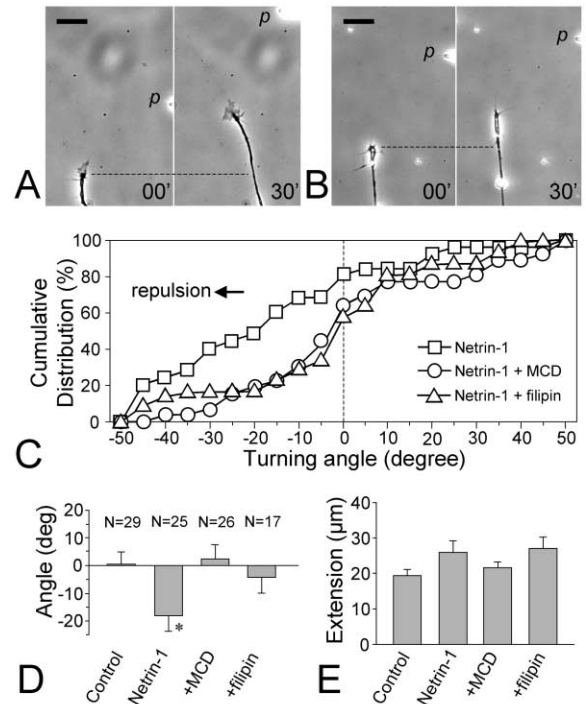 p
p
p
p
A
00'
30'
B
00'
30'
100
80
60
40
20
0
Cumulative
Distribution (%)
repulsion
Netrin-1
Netrin-1 + MCD
Netrin-1 + filipin
-50 -40 -30 -20 -10 0 10 20 30 40 50
Turning angle (degree)
C
N=29 N=25 N=26 N=17
20
10
0
-10
-20
Angle (deg)
*
Control
Netrin-1
+MCD
+filipin
D
40
30
20
10
0
Extension (μm)
Control
Netrin-1
+MCD
+filipin
E